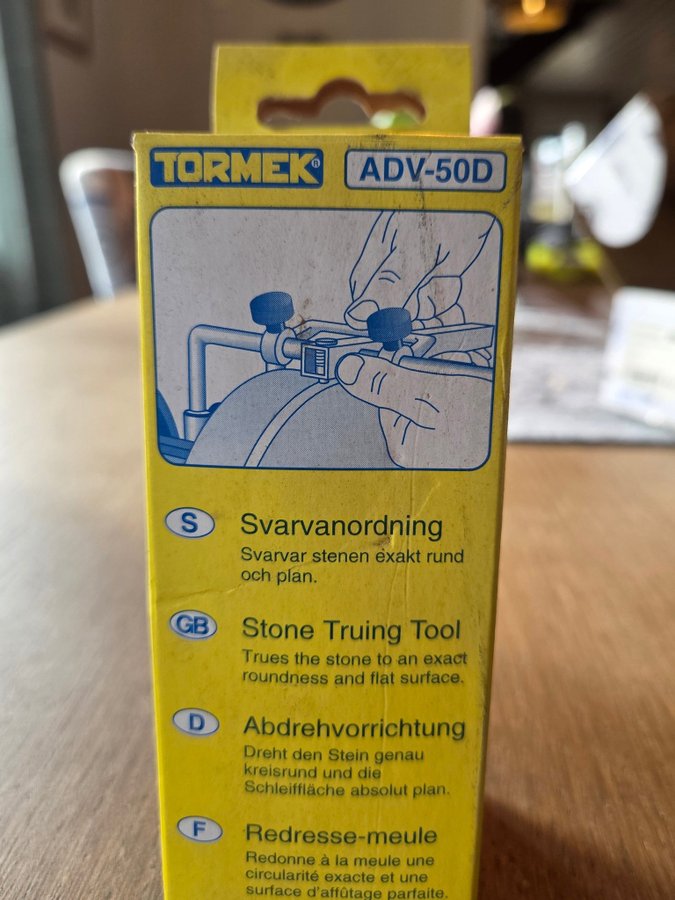 TORMEK® ADV-50D
S Svarvanordning
Svarvar stenen exakt rund
och plan.
GB Stone Truing Tool
Trues the stone to an exact
roundness and flat surface.
D Abdrehvorrichtung
Dreht den Stein genau
kreisrund und die
Schleiffläche absolut plan.
F Redresse-meule
Redonne à la meule une
circularité exacte et une
surface d'affûtage parfaite.